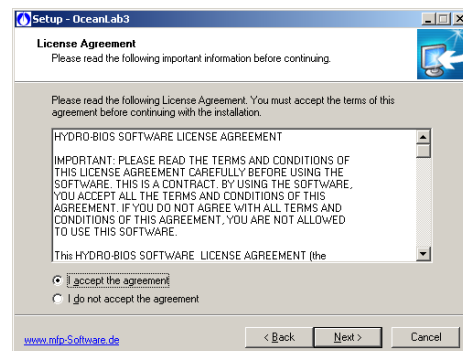 Setup - OceanLab3
License Agreement
Please read the following important information before continuing.
Please read the following License Agreement. You must accept the terms of this
agreement before continuing with the installation.
HYDRO-BIOS SOFTWARE LICENSE AGREEMENT
IMPORTANT: PLEASE READ THE TERMS AND CONDITIONS OF
THIS LICENSE AGREEMENT CAREFULLY BEFORE USING THE
SOFTWARE. THIS IS A CONTRACT. BY USING THE SOFTWARE,
YOU ACCEPT ALL THE TERMS AND CONDITIONS OF THIS
AGREEMENT. IF YOU DO NOT AGREE WITH ALL TERMS AND
CONDITIONS OF THIS AGREEMENT, YOU ARE NOT ALLOWED
TO USE THIS SOFTWARE.
This HYDRO-BIOS SOFTWARE  LICENSE AGREEMENT (the
I accept the agreement
I do not accept the agreement
www.mfp-Software.de
< Back
Next >
Cancel